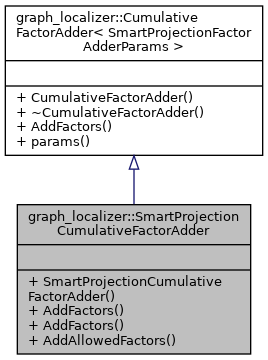 graph_localizer::Cumulative
FactorAdder< SmartProjectionFactor
AdderParams >
+ CumulativeFactorAdder()
+ ~CumulativeFactorAdder()
+ AddFactors()
+ params()
graph_localizer::SmartProjection
CumulativeFactorAdder
+ SmartProjectionCumulative
FactorAdder()
+ AddFactors()
+ AddFactors()
+ AddAllowedFactors()